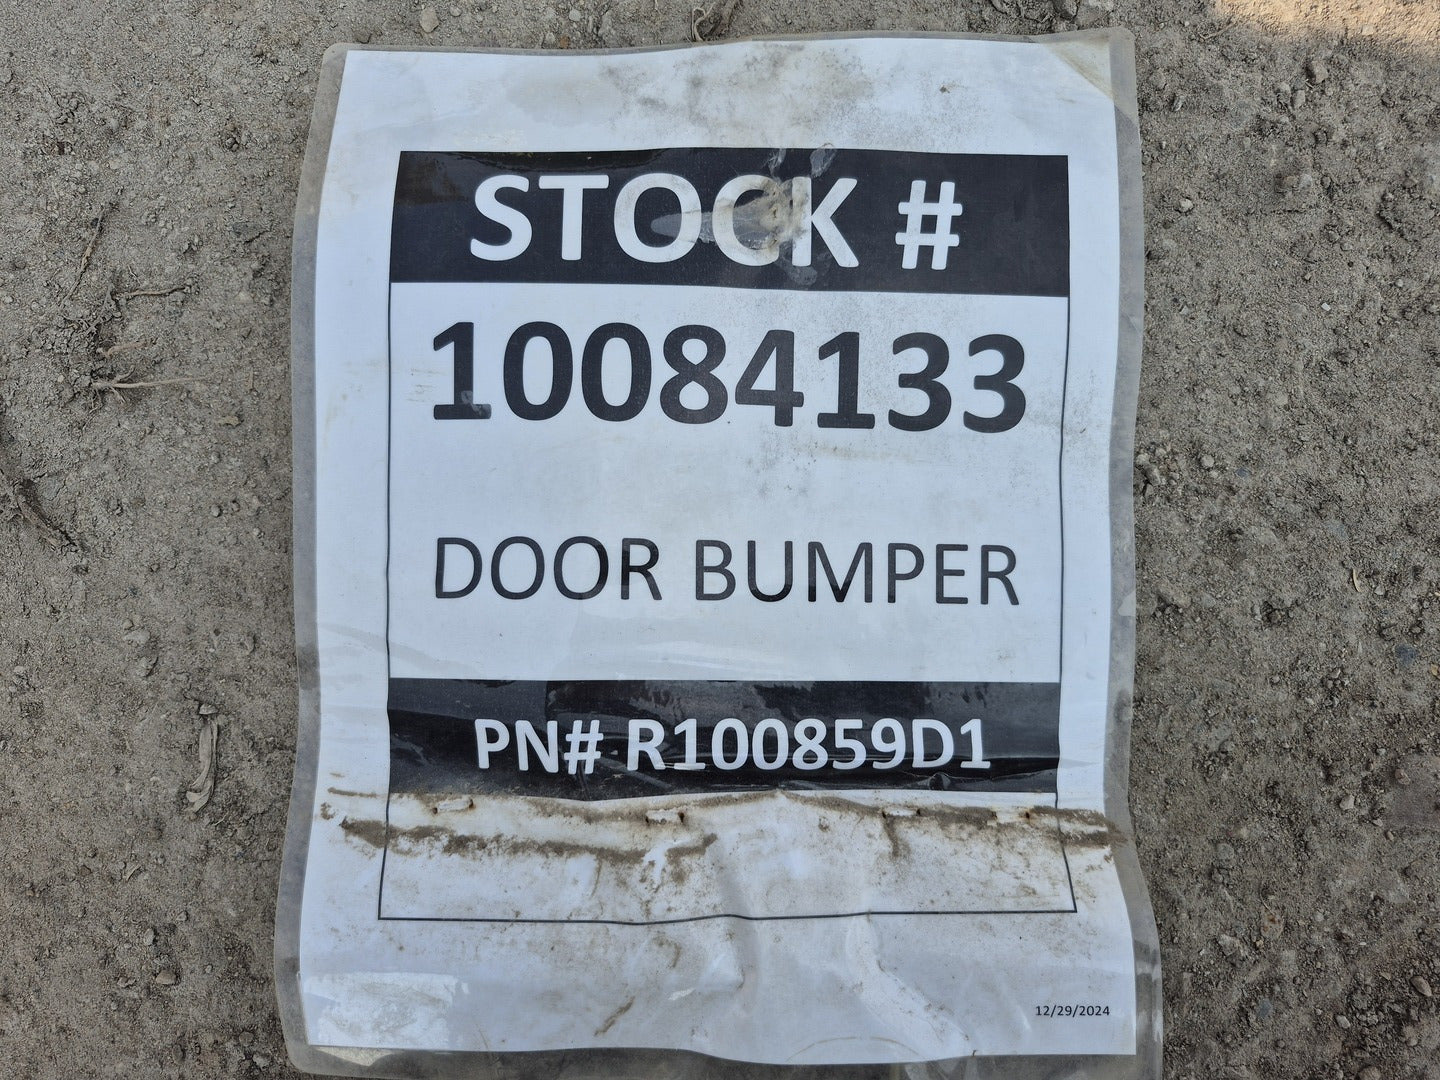 STOCK #
10084133
DOOR BUMPER
PN# R100859D1
12/29/2024